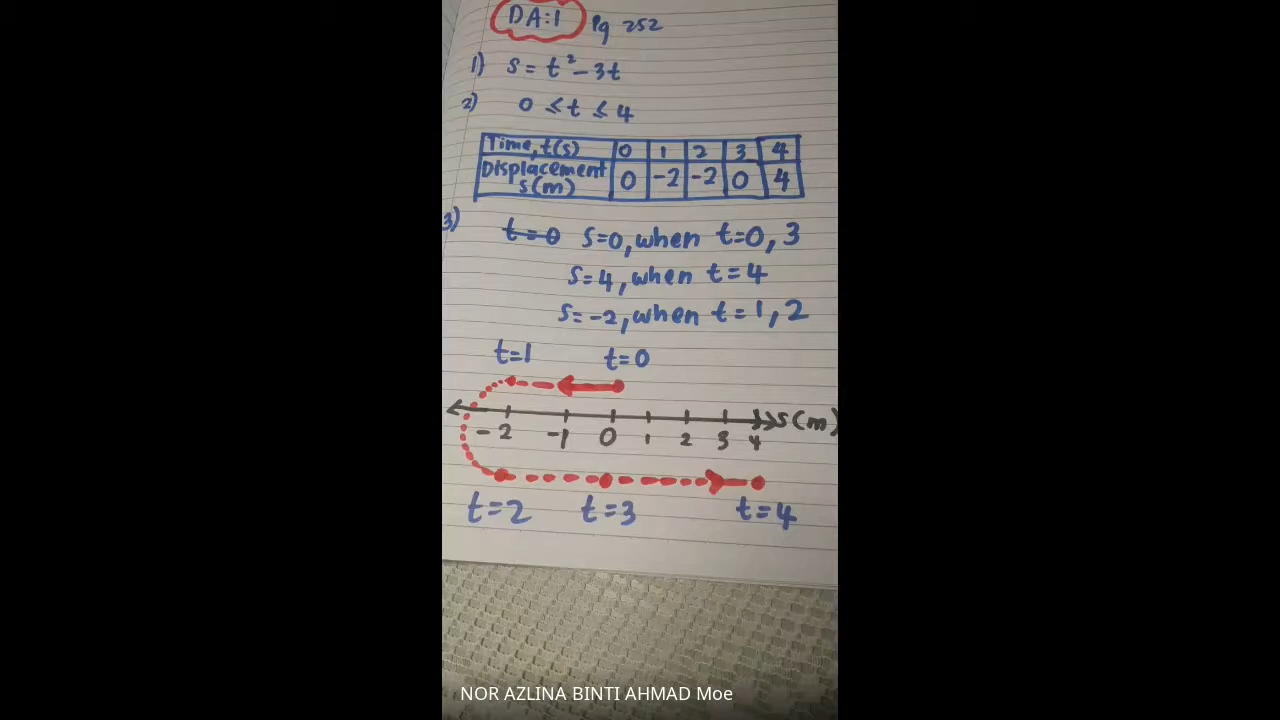 DA:1 Pg 252
1) s = t² - 3t
2) 0 ≤ t ≤ 4
Time, t(s) 0 1 2 3 4
Displacement s(m) 0 -2 -2 0 4
3) t=0 s=0, when t=0, 3
s=4, when t=4
s=-2, when t=1, 2
t=1 t=0
-2 -1 0 1 2 3 4 s(m)
t=2 t=3 t=4
NOR AZLINA BINTI AHMAD Moe